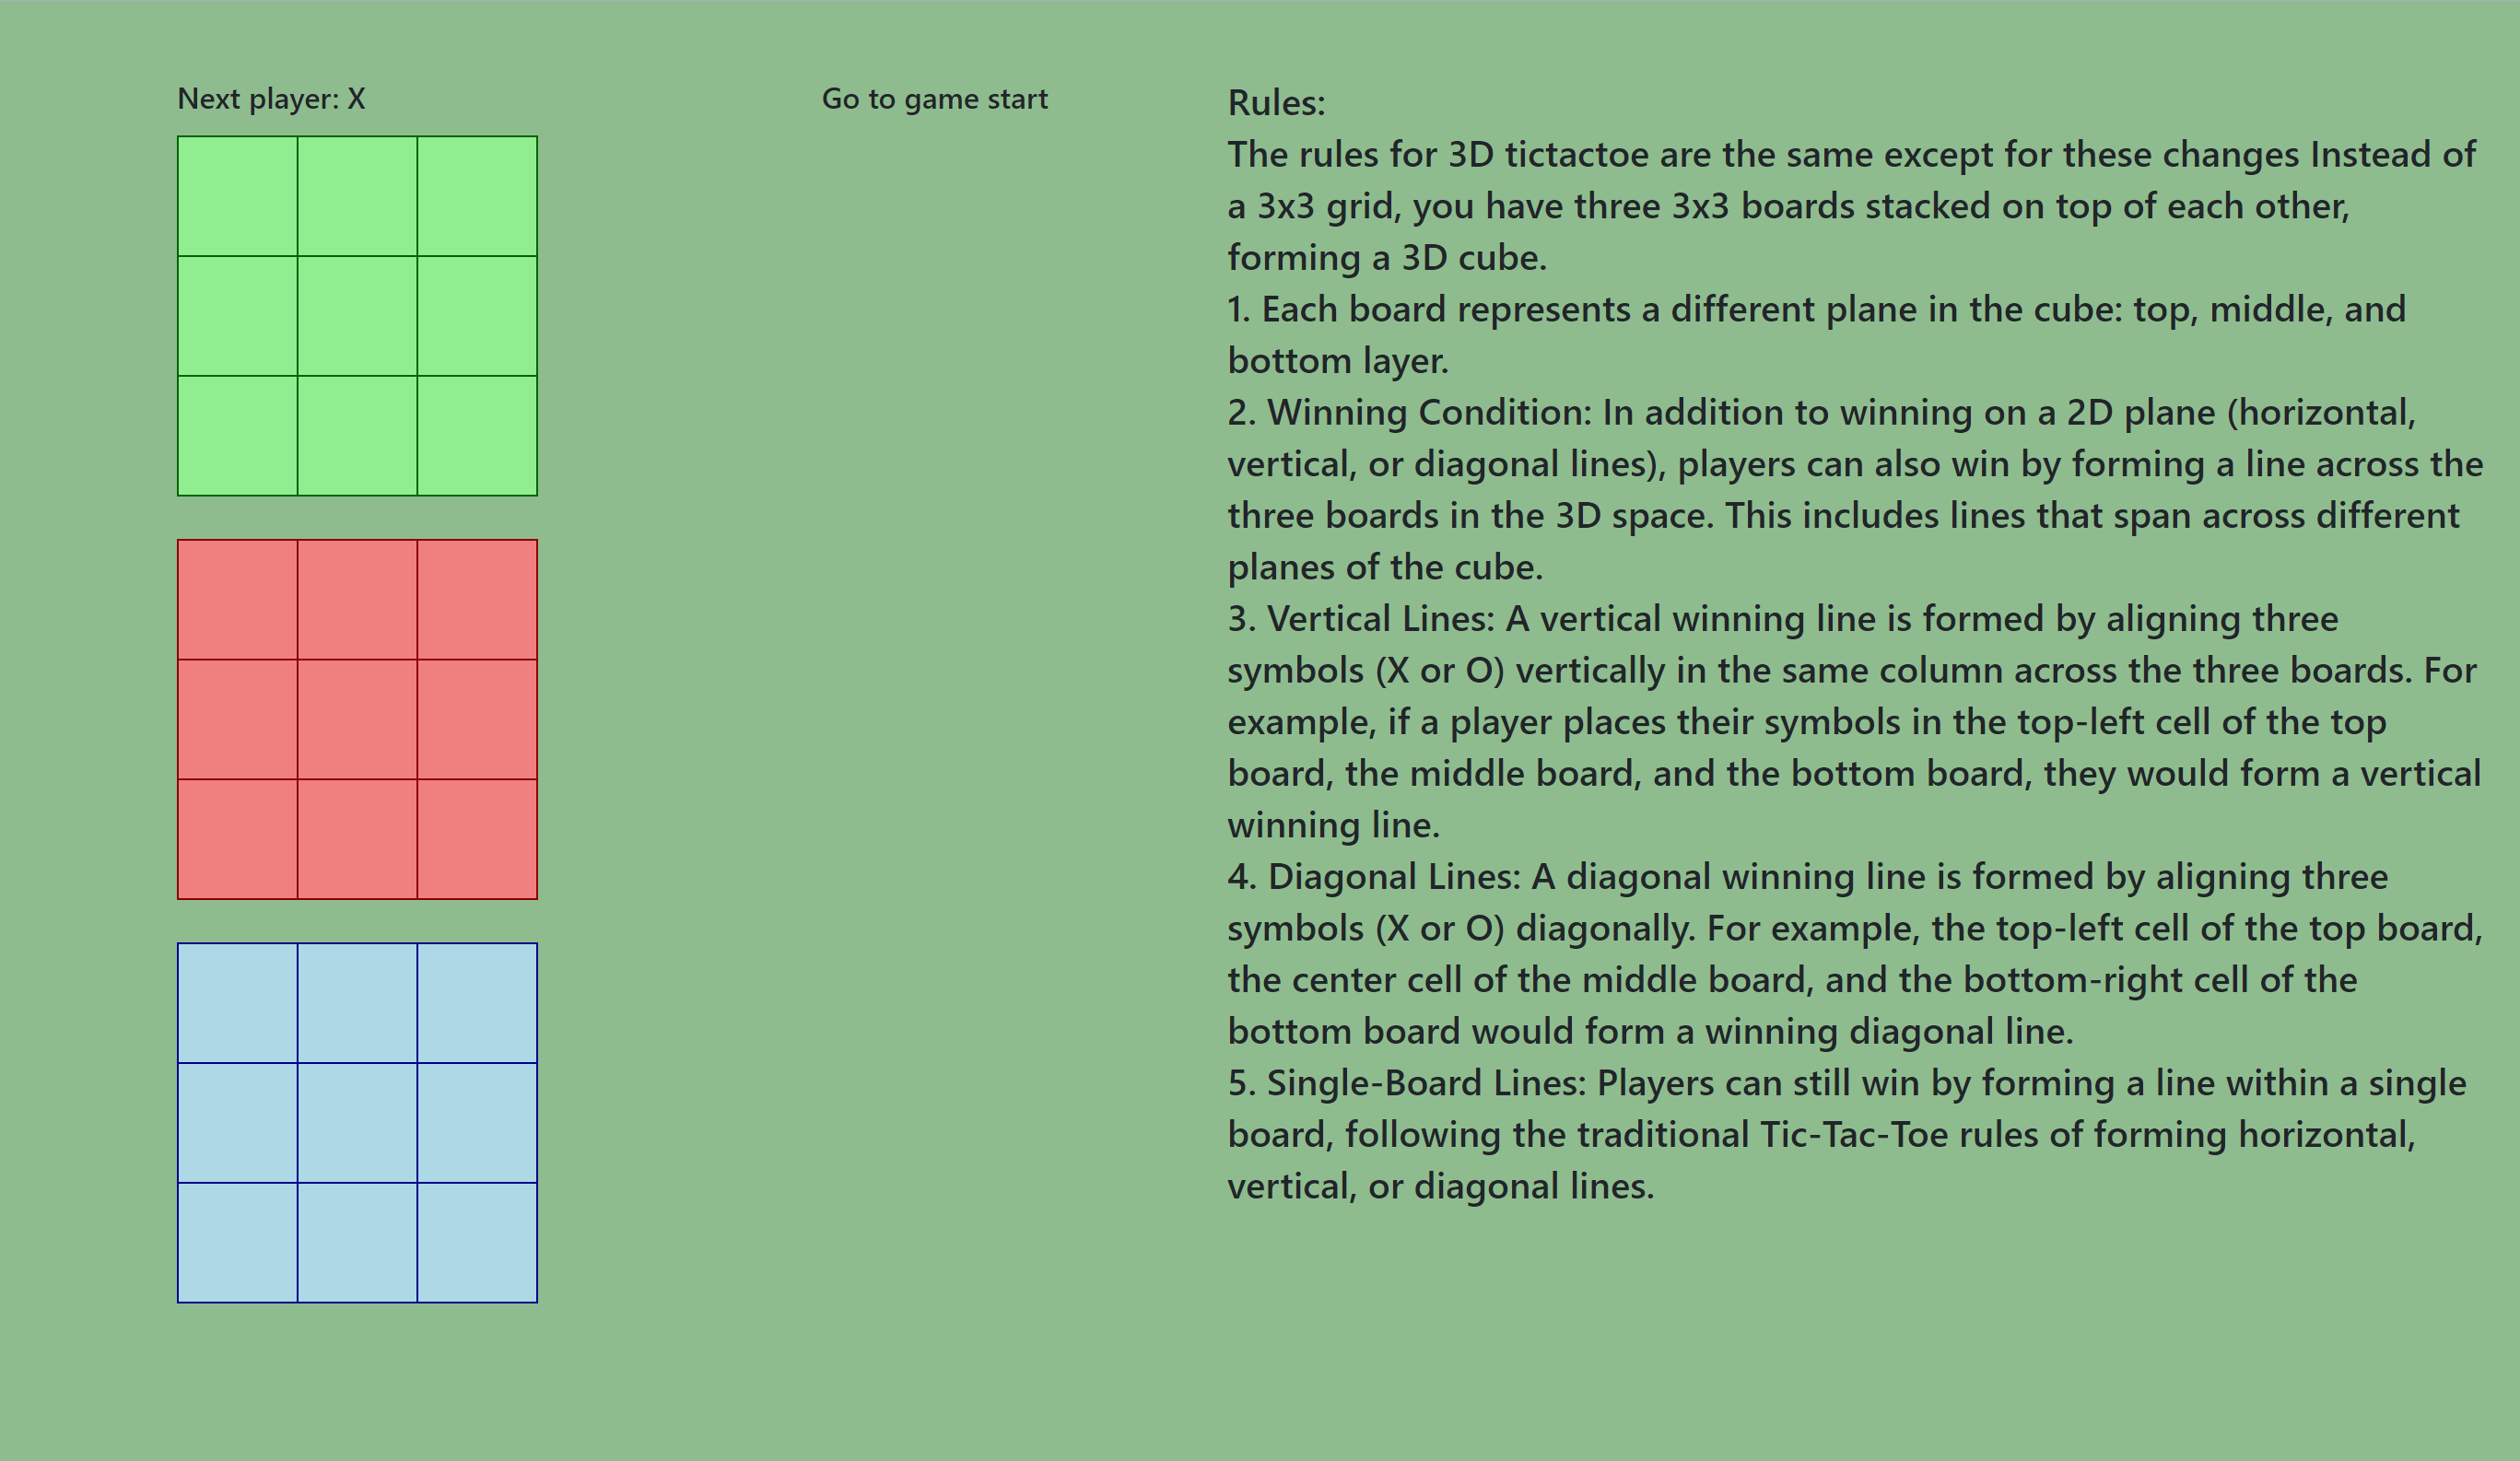 Next player: X
Go to game start
Rules:
The rules for 3D tictactoe are the same except for these changes Instead of
a 3x3 grid, you have three 3x3 boards stacked on top of each other,
forming a 3D cube.
1. Each board represents a different plane in the cube: top, middle, and
bottom layer.
2. Winning Condition: In addition to winning on a 2D plane (horizontal,
vertical, or diagonal lines), players can also win by forming a line across the
three boards in the 3D space. This includes lines that span across different
planes of the cube.
3. Vertical Lines: A vertical winning line is formed by aligning three
symbols (X or O) vertically in the same column across the three boards. For
example, if a player places their symbols in the top-left cell of the top
board, the middle board, and the bottom board, they would form a vertical
winning line.
4. Diagonal Lines: A diagonal winning line is formed by aligning three
symbols (X or O) diagonally. For example, the top-left cell of the top board,
the center cell of the middle board, and the bottom-right cell of the
bottom board would form a winning diagonal line.
5. Single-Board Lines: Players can still win by forming a line within a single
board, following the traditional Tic-Tac-Toe rules of forming horizontal,
vertical, or diagonal lines.